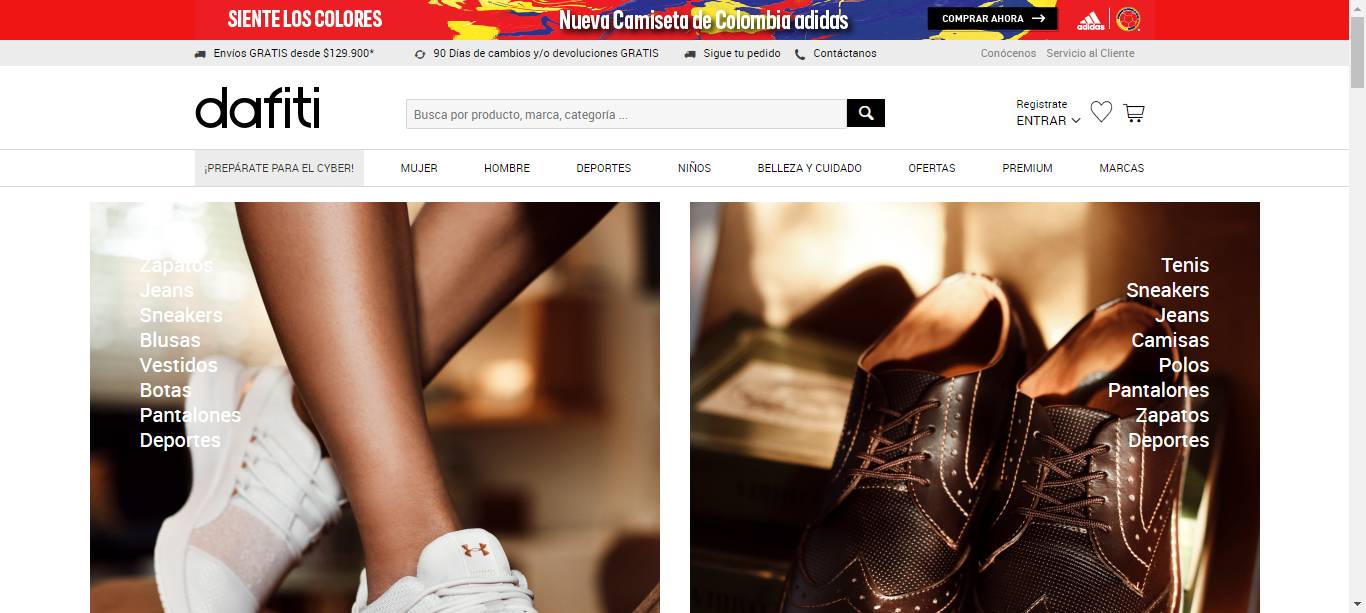 SIENTE LOS COLORES
Nueva Camiseta de Colombia adidas
COMPRAR AHORA
adidas
Envíos GRATIS desde $129.900*
90 Días de cambios y/o devoluciones GRATIS
Sigue tu pedido
Contáctanos
Conócenos
Servicio al Cliente
dafiti
Busca por producto, marca, categoría ...
Registrate
ENTRAR
¡PREPÁRATE PARA EL CYBER!
MUJER
HOMBRE
DEPORTES
NIÑOS
BELLEZA Y CUIDADO
OFERTAS
PREMIUM
MARCAS
Zapatos
Jeans
Sneakers
Blusas
Vestidos
Botas
Pantalones
Deportes
Tenis
Sneakers
Jeans
Camisas
Polos
Pantalones
Zapatos
Deportes